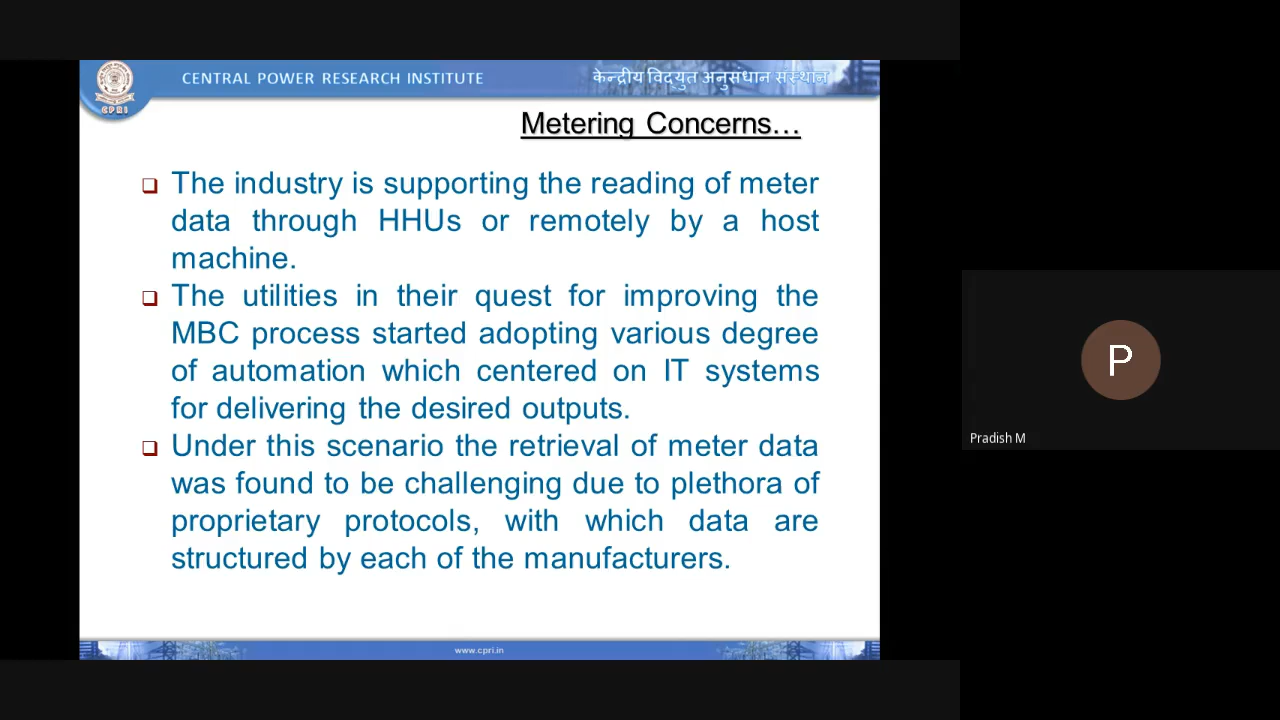 CENTRAL POWER RESEARCH INSTITUTE
केन्द्रीय विद्युत अनुसंधान संस्थान
CPRI
Metering Concerns...
The industry is supporting the reading of meter
data through HHUs or remotely by a host
machine.
The utilities in their quest for improving the
MBC process started adopting various degree
of automation which centered on IT systems
for delivering the desired outputs.
Under this scenario the retrieval of meter data
was found to be challenging due to plethora of
proprietary protocols, with which data are
structured by each of the manufacturers.
www.cpri.in
P
Pradish M